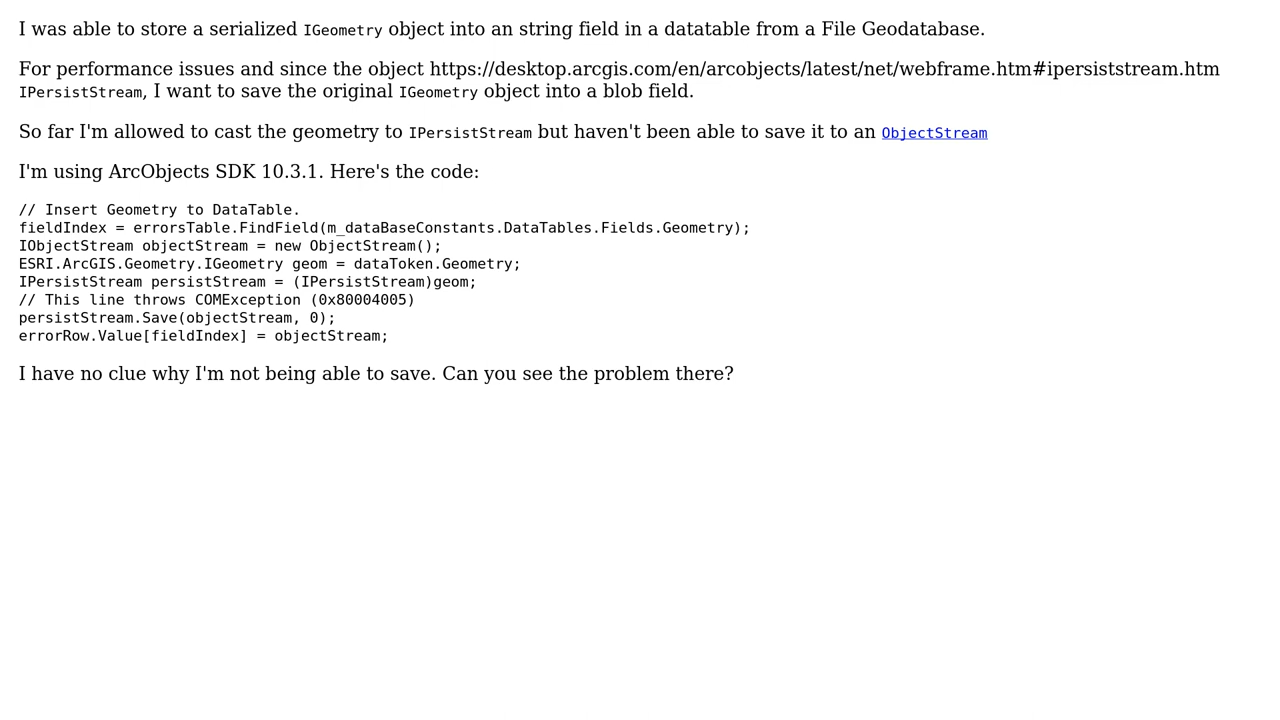 I was able to store a serialized IGeometry object into an string field in a datatable from a File Geodatabase.
For performance issues and since the object https://desktop.arcgis.com/en/arcobjects/latest/net/webframe.htm#ipersiststream.htm
IPersistStream, I want to save the original IGeometry object into a blob field.
So far I'm allowed to cast the geometry to IPersistStream but haven't been able to save it to an ObjectStream
I'm using ArcObjects SDK 10.3.1. Here's the code:
// Insert Geometry to DataTable.
fieldIndex = errorsTable.FindField(m_dataBaseConstants.DataTables.Fields.Geometry);
IObjectStream objectStream = new ObjectStream();
ESRI.ArcGIS.Geometry.IGeometry geom = dataToken.Geometry;
IPersistStream persistStream = (IPersistStream)geom;
// This line throws COMException (0x80004005)
persistStream.Save(objectStream, 0);
errorRow.Value[fieldIndex] = objectStream;
I have no clue why I'm not being able to save. Can you see the problem there?